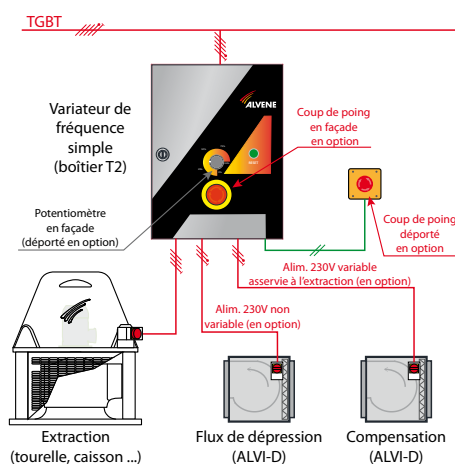 TGBT
ALVENE
Variateur de
fréquence
simple
(boîtier T2)
Coup de poing
en façade
en option
Potentiomètre
en façade
(déporté en option)
Coup de poing
déporté
en option
Alim. 230V variable
asservie à l'extraction (en option)
Alim. 230V non
variable (en option)
Extraction
(tourelle, caisson ...)
Flux de dépression
(ALVI-D)
Compensation
(ALVI-D)